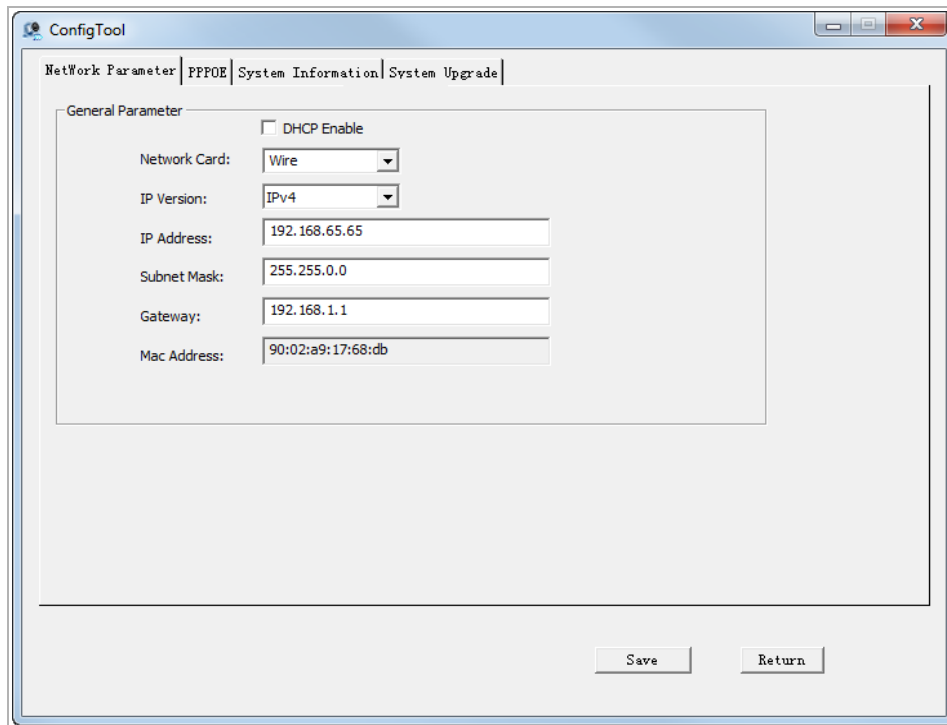 ConfigTool
NetWork Parameter PPPOE System Information System Upgrade
General Parameter
DHCP Enable
Network Card: Wire
IP Version: IPv4
IP Address: 192.168.65.65
Subnet Mask: 255.255.0.0
Gateway: 192.168.1.1
Mac Address: 90:02:a9:17:68:db
Save Return